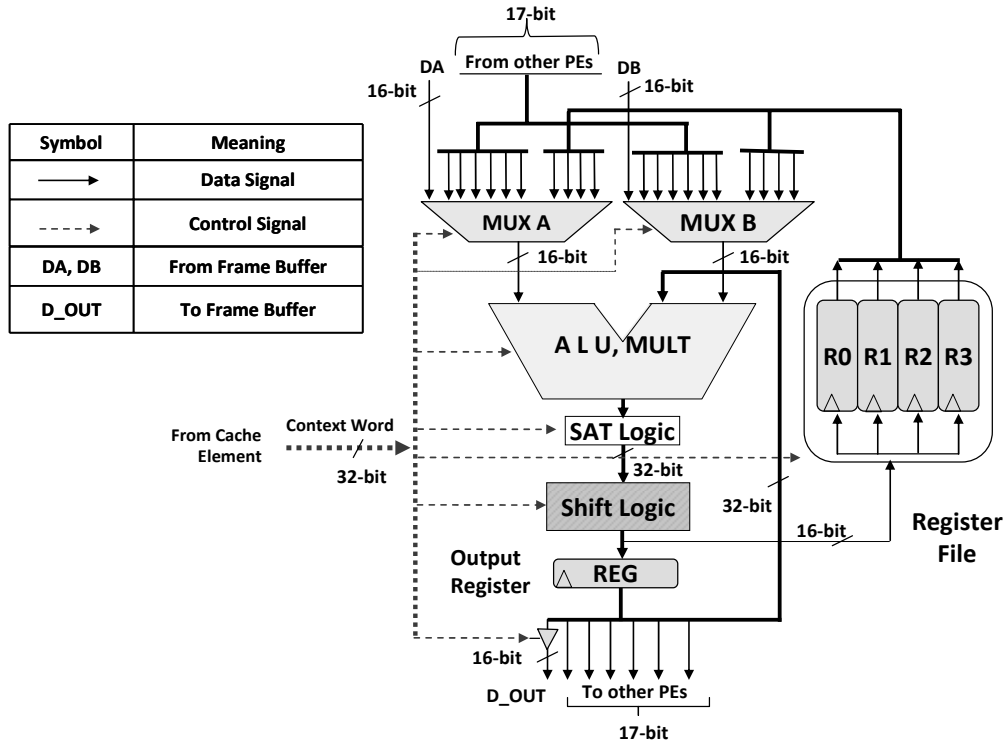 17-bit
From other PEs
DA
DB
16-bit
16-bit
Symbol
Meaning
Data Signal
Control Signal
DA, DB
From Frame Buffer
D_OUT
To Frame Buffer
MUX A
MUX B
16-bit
16-bit
A L U, MULT
R0
R1
R2
R3
From Cache
Element
Context Word
32-bit
SAT Logic
32-bit
32-bit
Shift Logic
16-bit
Register
File
Output
Register
REG
16-bit
D_OUT
To other PEs
17-bit